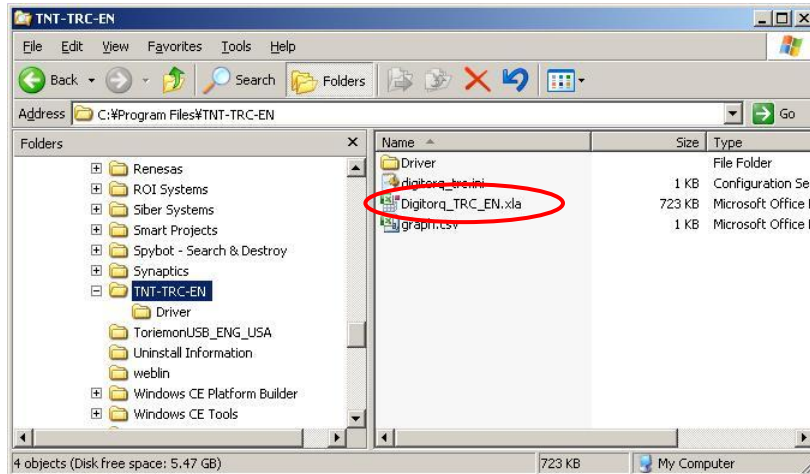 TNT-TRC-EN
File Edit View Favorites Tools Help
Back Search Folders
Address C:¥Program Files¥TNT-TRC-EN Go
Folders
Renesas
ROI Systems
Siber Systems
Smart Projects
Spybot - Search & Destroy
Synaptics
TNT-TRC-EN
Driver
ToriemonUSB_ENG_USA
Uninstall Information
weblin
Windows CE Platform Builder
Windows CE Tools
Name Size Type
Driver File Folder
digitorq_trc.ini 1 KB Configuration Se
Digitorq_TRC_EN.xla 723 KB Microsoft Office
graph.csv 1 KB Microsoft Office
4 objects (Disk free space: 5.47 GB) 723 KB My Computer